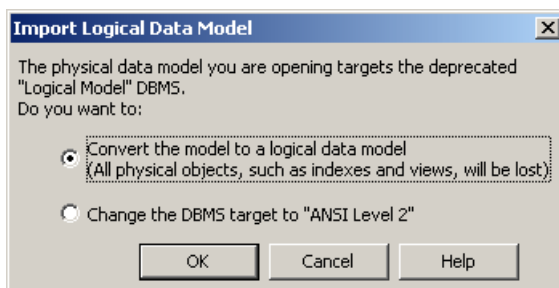 Import Logical Data Model
The physical data model you are opening targets the deprecated
"Logical Model" DBMS.
Do you want to:
Convert the model to a logical data model
(All physical objects, such as indexes and views, will be lost)
Change the DBMS target to "ANSI Level 2"
OK Cancel Help